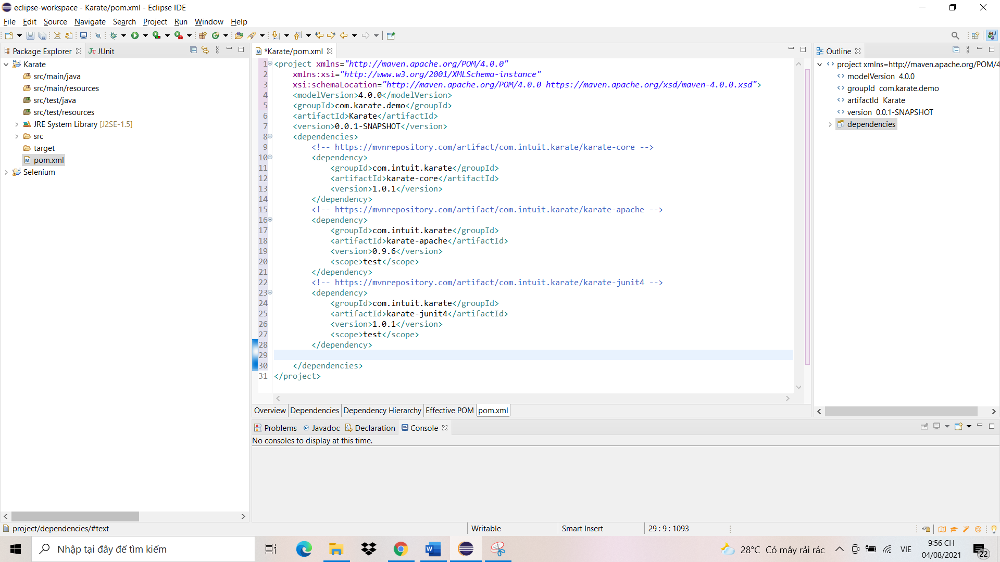 eclipse-workspace - Karate/pom.xml - Eclipse IDE
File Edit Source Navigate Search Project Run Window Help
Package Explorer JUnit
Karate
src/main/java
src/main/resources
src/test/java
src/test/resources
JRE System Library [J2SE-1.5]
src
target
pom.xml
Selenium
*Karate/pom.xml
1 <project xmlns="http://maven.apache.org/POM/4.0.0"
2 xmlns:xsi="http://www.w3.org/2001/XMLSchema-instance"
3 xsi:schemaLocation="http://maven.apache.org/POM/4.0.0 https://maven.apache.org/xsd/maven-4.0.0.xsd">
4 <modelVersion>4.0.0</modelVersion>
5 <groupId>com.karate.demo</groupId>
6 <artifactId>Karate</artifactId>
7 <version>0.0.1-SNAPSHOT</version>
8 <dependencies>
9 <!-- https://mvnrepository.com/artifact/com.intuit.karate/karate-core -->
10 <dependency>
11 <groupId>com.intuit.karate</groupId>
12 <artifactId>karate-core</artifactId>
13 <version>1.0.1</version>
14 </dependency>
15 <!-- https://mvnrepository.com/artifact/com.intuit.karate/karate-apache -->
16 <dependency>
17 <groupId>com.intuit.karate</groupId>
18 <artifactId>karate-apache</artifactId>
19 <version>0.9.6</version>
20 <scope>test</scope>
21 </dependency>
22 <!-- https://mvnrepository.com/artifact/com.intuit.karate/karate-junit4 -->
23 <dependency>
24 <groupId>com.intuit.karate</groupId>
25 <artifactId>karate-junit4</artifactId>
26 <version>1.0.1</version>
27 <scope>test</scope>
28 </dependency>
29
30 </dependencies>
31 </project>
Overview Dependencies Dependency Hierarchy Effective POM pom.xml
Outline
project xmlns=http://maven.apache.org/POM/4
modelVersion 4.0.0
groupId com.karate.demo
artifactId Karate
version 0.0.1-SNAPSHOT
dependencies
Problems @ Javadoc Declaration Console
No consoles to display at this time.
project/dependencies/#text Writable Smart Insert 29 : 9 : 1093
Nhập tại đây để tìm kiếm
28°C Có mây rải rác VIE
9:56 CH
04/08/2021
22